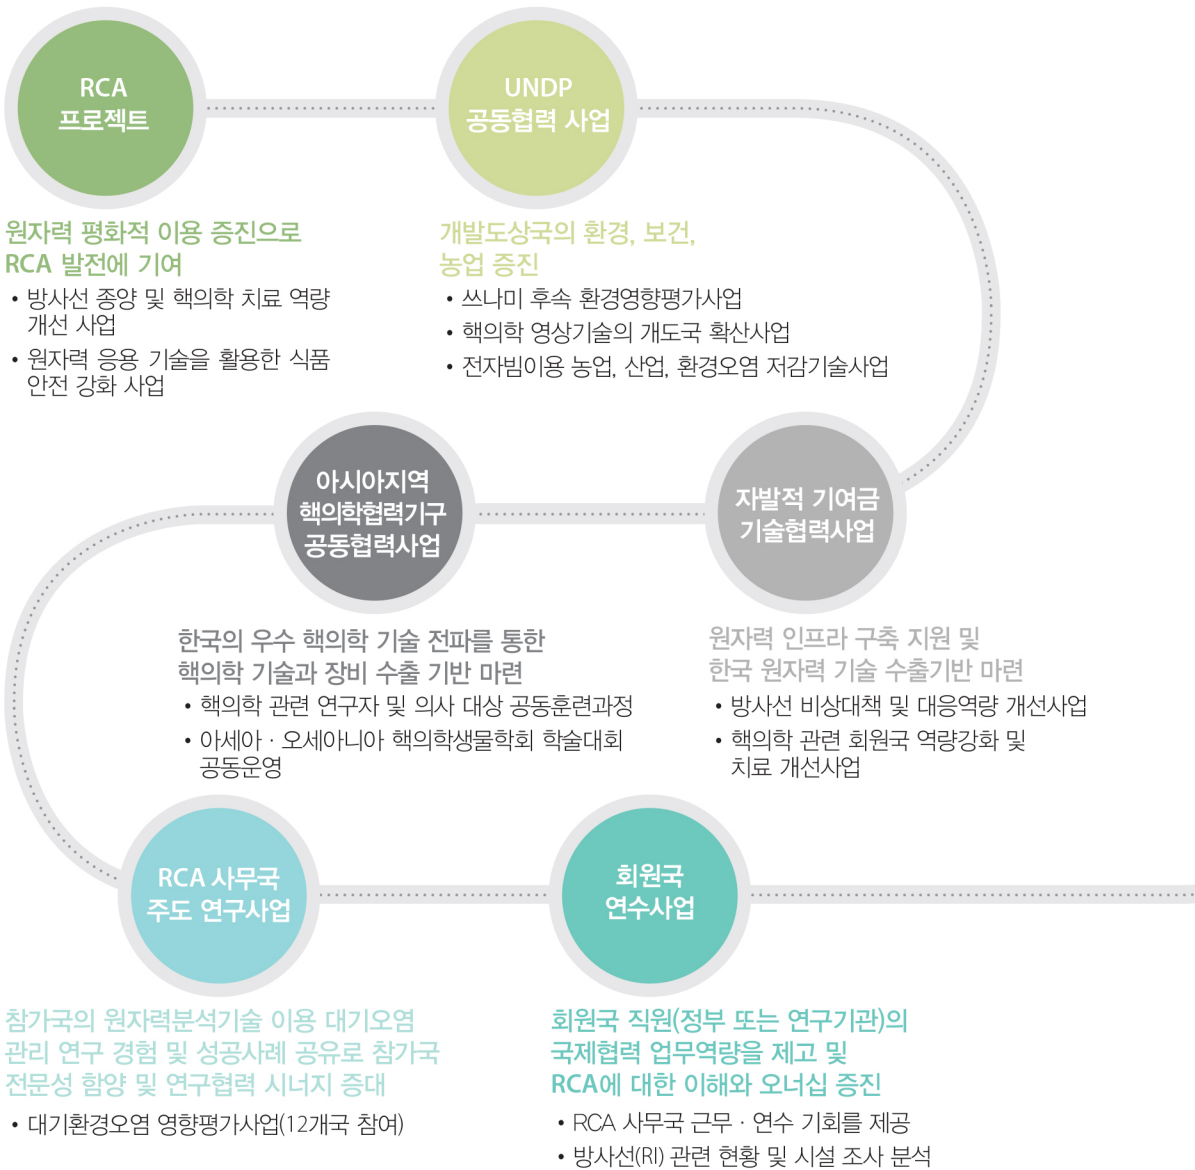 RCA
프로젝트
원자력 평화적 이용 증진으로
RCA 발전에 기여
• 방사선 종양 및 핵의학 치료 역량
개선 사업
• 원자력 응용 기술을 활용한 식품
안전 강화 사업
UNDP
공동협력 사업
개발도상국의 환경, 보건,
농업 증진
• 쓰나미 후속 환경영향평가사업
• 핵의학 영상기술의 개도국 확산사업
• 전자빔이용 농업, 산업, 환경오염 저감기술사업
자발적 기여금
기술협력사업
원자력 인프라 구축 지원 및
한국 원자력 기술 수출기반 마련
• 방사선 비상대책 및 대응역량 개선사업
• 핵의학 관련 회원국 역량강화 및
치료 개선사업
아시아지역
핵의학협력기구
공동협력사업
한국의 우수 핵의학 기술 전파를 통한
핵의학 기술과 장비 수출 기반 마련
• 핵의학 관련 연구자 및 의사 대상 공동훈련과정
• 아세아 · 오세아니아 핵의학생물학회 학술대회
공동운영
RCA 사무국
주도 연구사업
참가국의 원자력분석기술 이용 대기오염
관리 연구 경험 및 성공사례 공유로 참가국
전문성 함양 및 연구협력 시너지 증대
• 대기환경오염 영향평가사업(12개국 참여)
회원국
연수사업
회원국 직원(정부 또는 연구기관)의
국제협력 업무역량을 제고 및
RCA에 대한 이해와 오너십 증진
• RCA 사무국 근무 · 연수 기회를 제공
• 방사선(RI) 관련 현황 및 시설 조사 분석